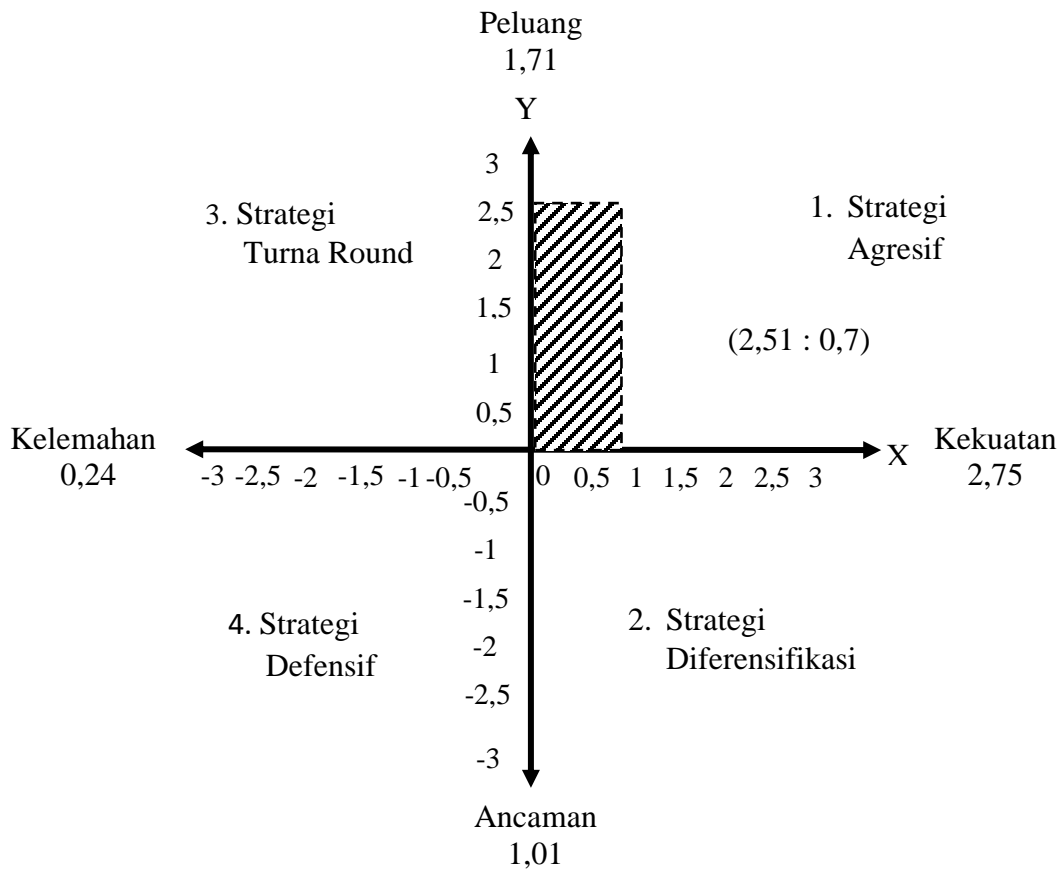 Peluang
1,71
Y
3
3. Strategi
Turna Round
1. Strategi
Agresif
2,5
2
1,5
(2,51 : 0,7)
1
0,5
Kelemahan
0,24
X
Kekuatan
2,75
-3 -2,5 -2 -1,5 -1 -0,5 0 0,5 1 1,5 2 2,5 3
-0,5
-1
-1,5
4. Strategi
Defensif
2. Strategi
Diferensifikasi
-2
-2,5
-3
Ancaman
1,01